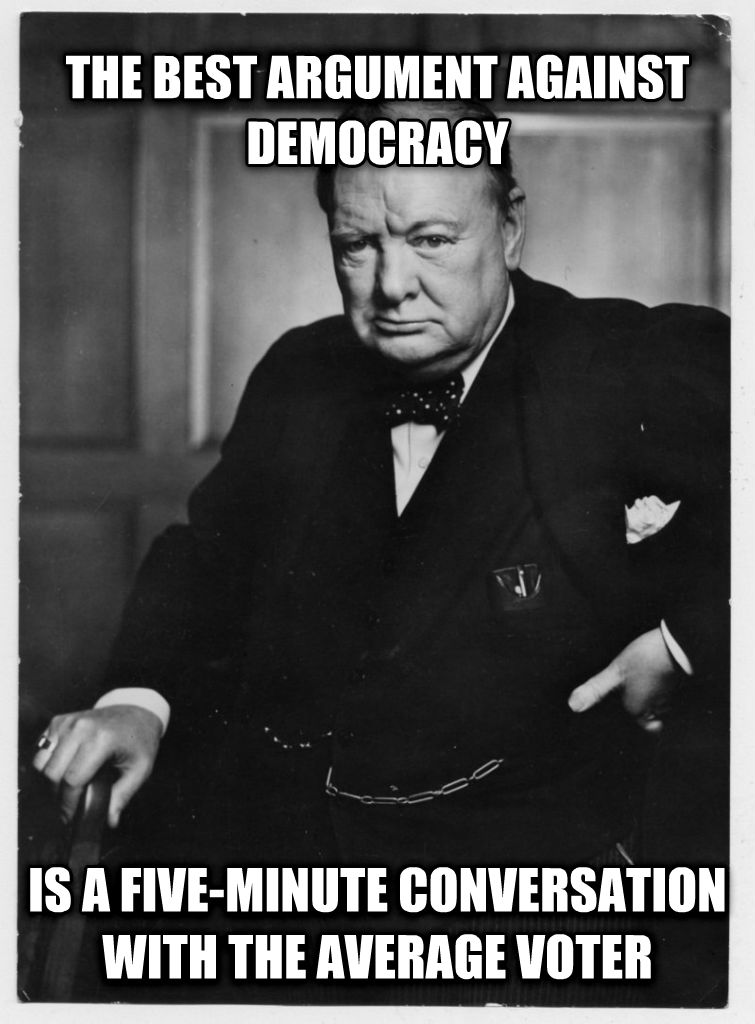 THE BEST ARGUMENT AGAINST
DEMOCRACY
IS A FIVE-MINUTE CONVERSATION
WITH THE AVERAGE VOTER